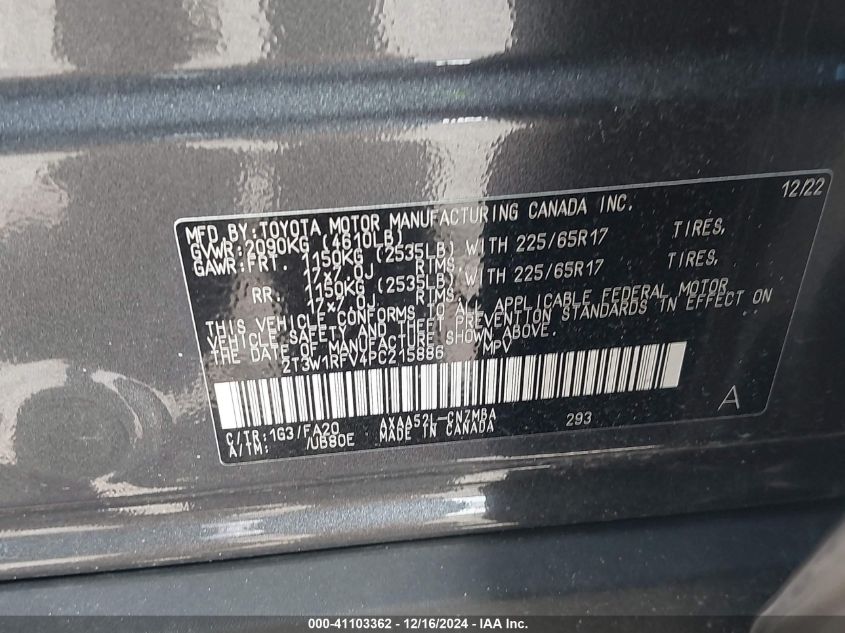 12/22
MFD BY:TOYOTA MOTOR MANUFACTURING CANADA INC.
GVWR:2090KG (4610LB)
GAWR:FRT. 1150KG (2535LB) WITH 225/65R17 TIRES,
17x7.0J RIMS,
RR. 1150KG (2535LB) WITH 225/65R17 TIRES,
17x7.0J RIMS,
THIS VEHICLE CONFORMS TO ALL APPLICABLE FEDERAL MOTOR
VEHICLE SAFETY AND THEFT PREVENTION STANDARDS IN EFFECT ON
THE DATE OF MANUFACTURE SHOWN ABOVE.
2T3W1RFV4PC215886 MPV
C/TR:1G3/FA20 AXAA52L-CNZMBA 293 A
A/TM: /UB80E MADE IN CANADA
000-41103362 - 12/16/2024 - IAA Inc.